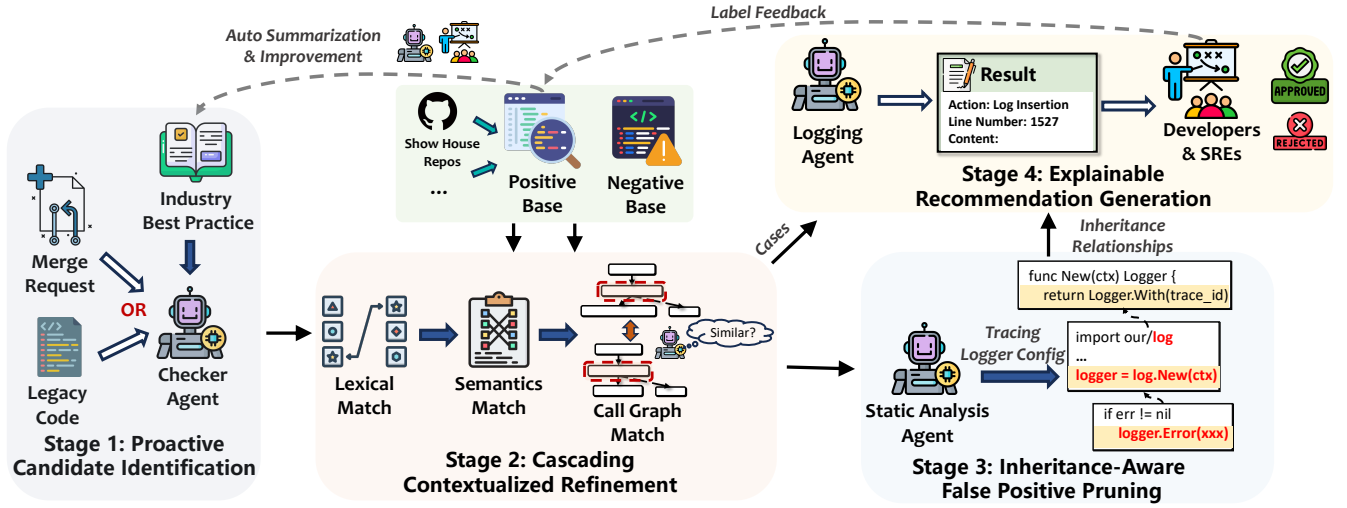 Auto Summarization
& Improvement
Label Feedback
Industry
Best Practice
Merge
Request
OR
Legacy
Code
Checker
Agent
Stage 1: Proactive
Candidate Identification
Show House
Repos
...
</>
Positive
Base
Negative
Base
Lexical
Match
Semantics
Match
Similar?
Call Graph
Match
Stage 2: Cascading
Contextualized Refinement
Cases
Static Analysis
Agent
Tracing
Logger Config
func New(ctx) Logger {
return Logger.With(trace_id)
import our/log
...
logger = log.New(ctx)
if err != nil
logger.Error(xxx)
Stage 3: Inheritance-Aware
False Positive Pruning
Inheritance
Relationships
Logging
Agent
Result
Action: Log Insertion
Line Number: 1527
Content:
Developers
& SREs
APPROVED
REJECTED
Stage 4: Explainable
Recommendation Generation